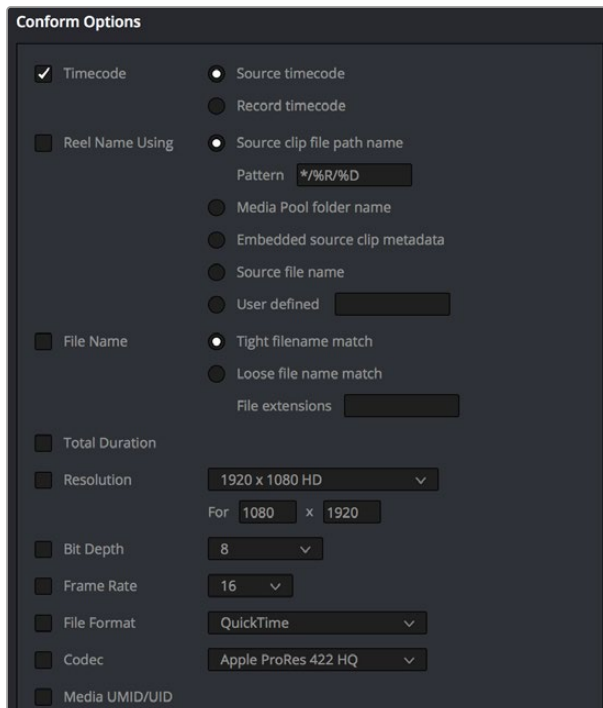 Conform Options
Timecode Source timecode
Record timecode
Reel Name Using Source clip file path name
Pattern */%R/%D
Media Pool folder name
Embedded source clip metadata
Source file name
User defined
File Name Tight filename match
Loose file name match
File extensions
Total Duration
Resolution 1920 x 1080 HD
For 1080 x 1920
Bit Depth 8
Frame Rate 16
File Format QuickTime
Codec Apple ProRes 422 HQ
Media UMID/UID